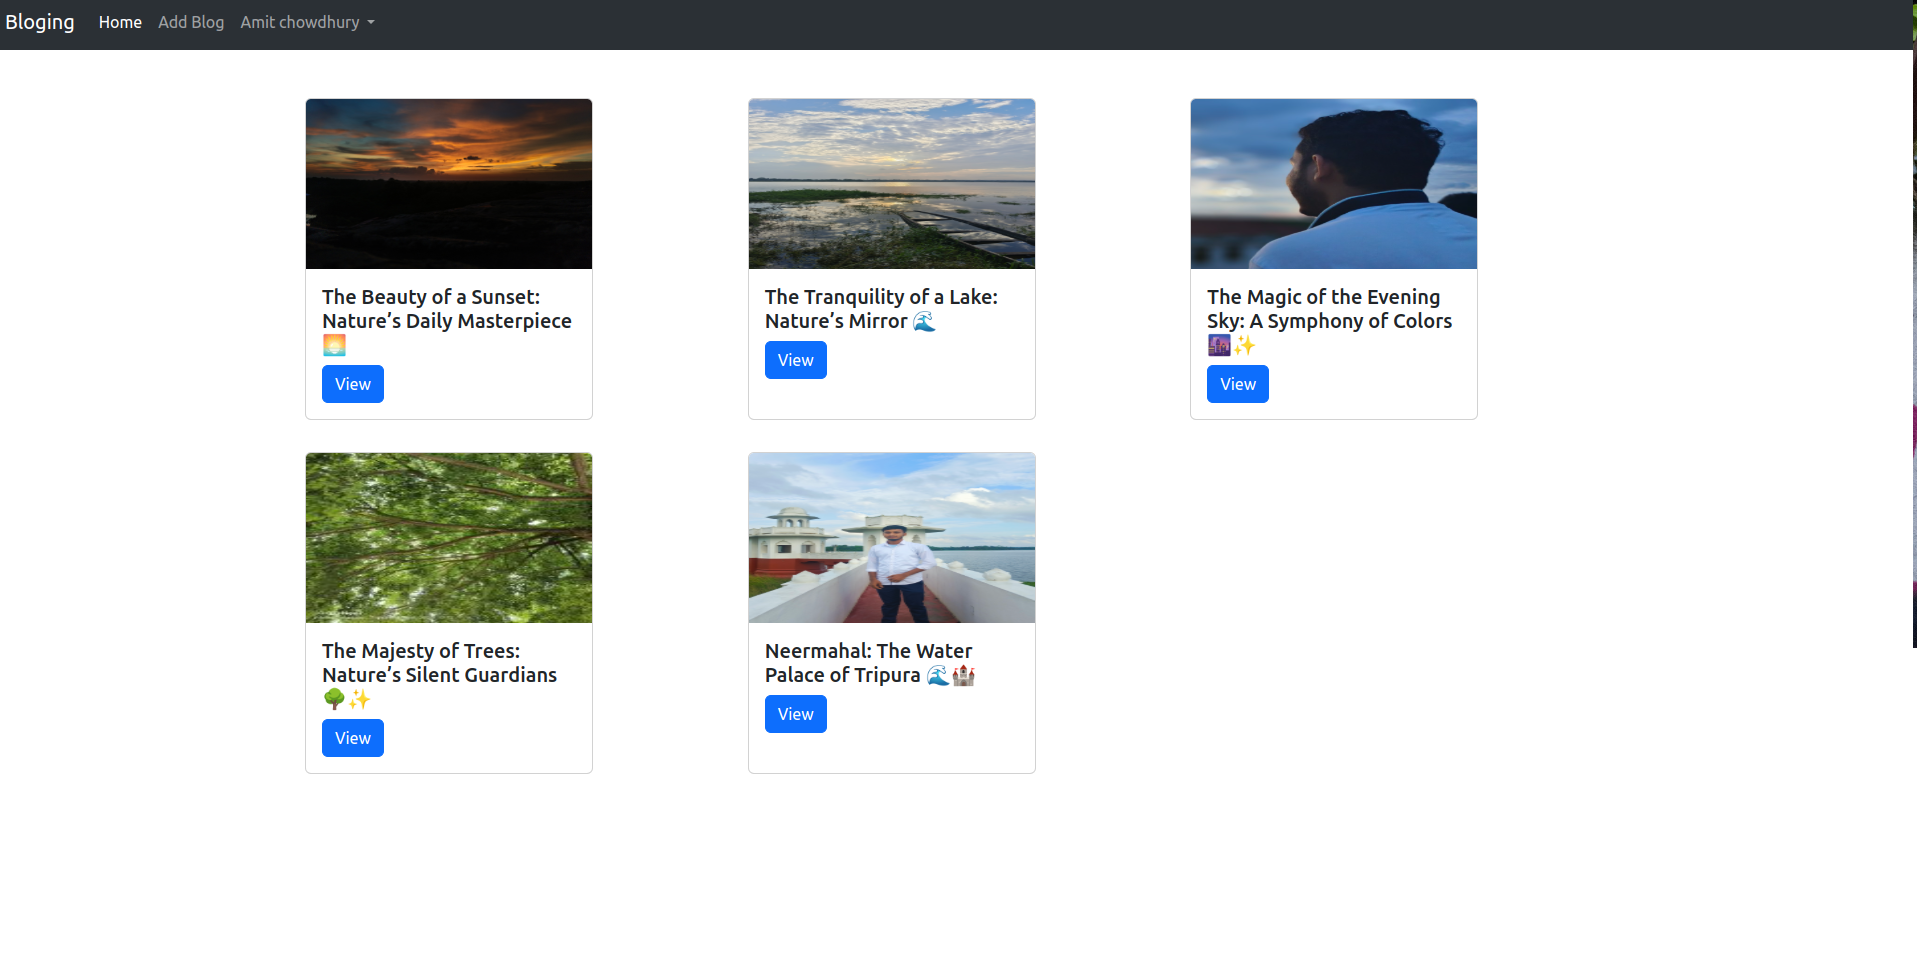 Bloging Home Add Blog Amit chowdhury
The Beauty of a Sunset:
Nature’s Daily Masterpiece
🌅
View
The Tranquility of a Lake:
Nature’s Mirror 🌊
View
The Magic of the Evening
Sky: A Symphony of Colors
🌆✨
View
The Majesty of Trees:
Nature’s Silent Guardians
🌳✨
View
Neermahal: The Water
Palace of Tripura 🌊🏰
View